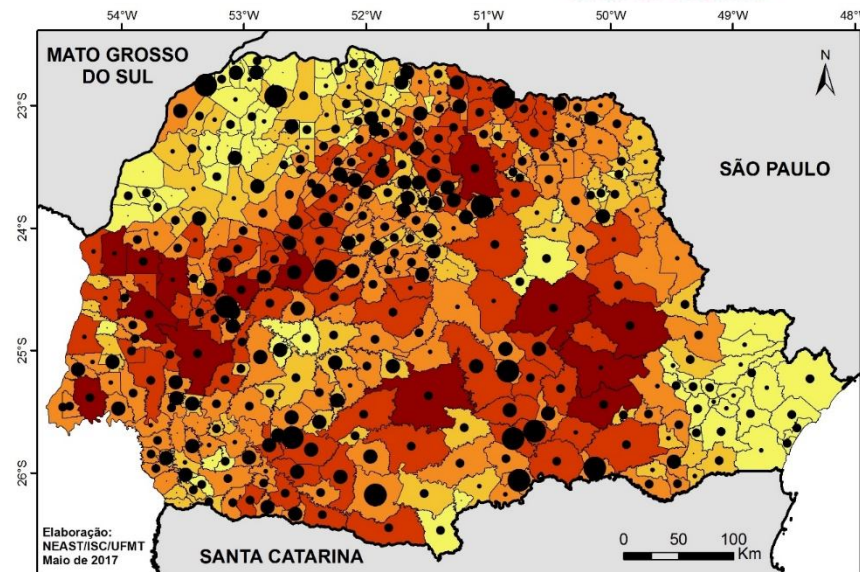 54°W 53°W 52°W 51°W 50°W 49°W 48°W
MATO GROSSO
DO SUL
N
23°S
SÃO PAULO
24°S
25°S
26°S
Elaboração:
NEAST/ISC/UFMT
Maio de 2017
SANTA CATARINA
0 50 100
Km